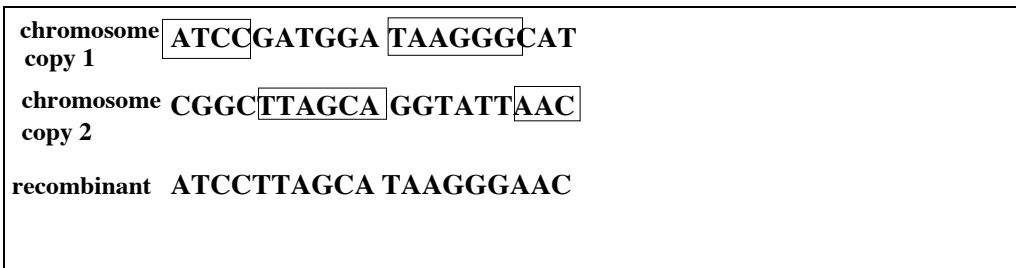 chromosome ATCCGATGGA TAAGGGCAT
copy 1
chromosome CGGCTTAGCA GGTATTAAC
copy 2
recombinant ATCCTTAGCA TAAGGGAAC